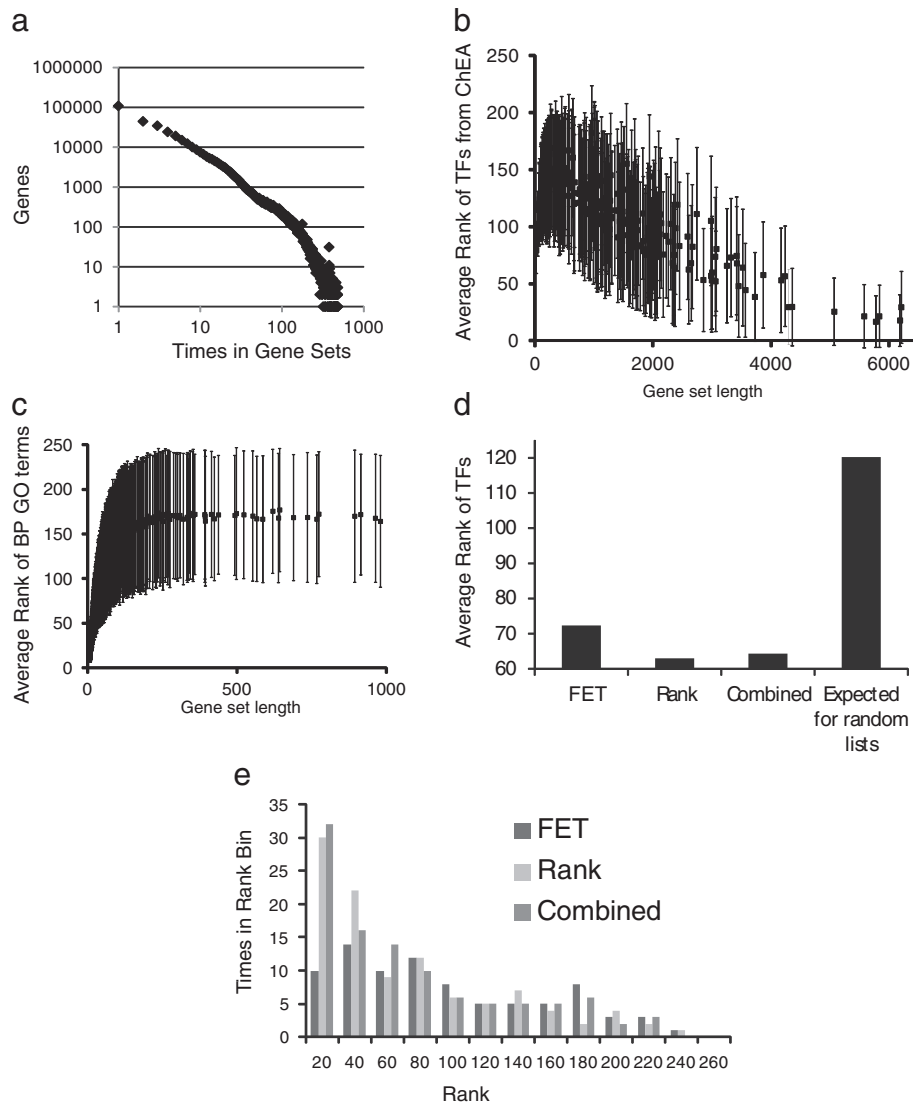 a
1000000
100000
10000
1000
100
10
1
Genes
1
10
100
1000
Times in Gene Sets
b
250
200
150
100
50
0
Average Rank of TFs from ChEA
0
2000
4000
6000
Gene set length
c
250
200
150
100
50
0
Average Rank of BP GO terms
0
500
1000
Gene set length
d
120
110
100
90
80
70
60
Average Rank of TFs
FET
Rank
Combined
Expected
for random
lists
e
35
30
25
20
15
10
5
0
Times in Rank Bin
FET
Rank
Combined
20 40 60 80 100 120 140 160 180 200 220 240 260
Rank